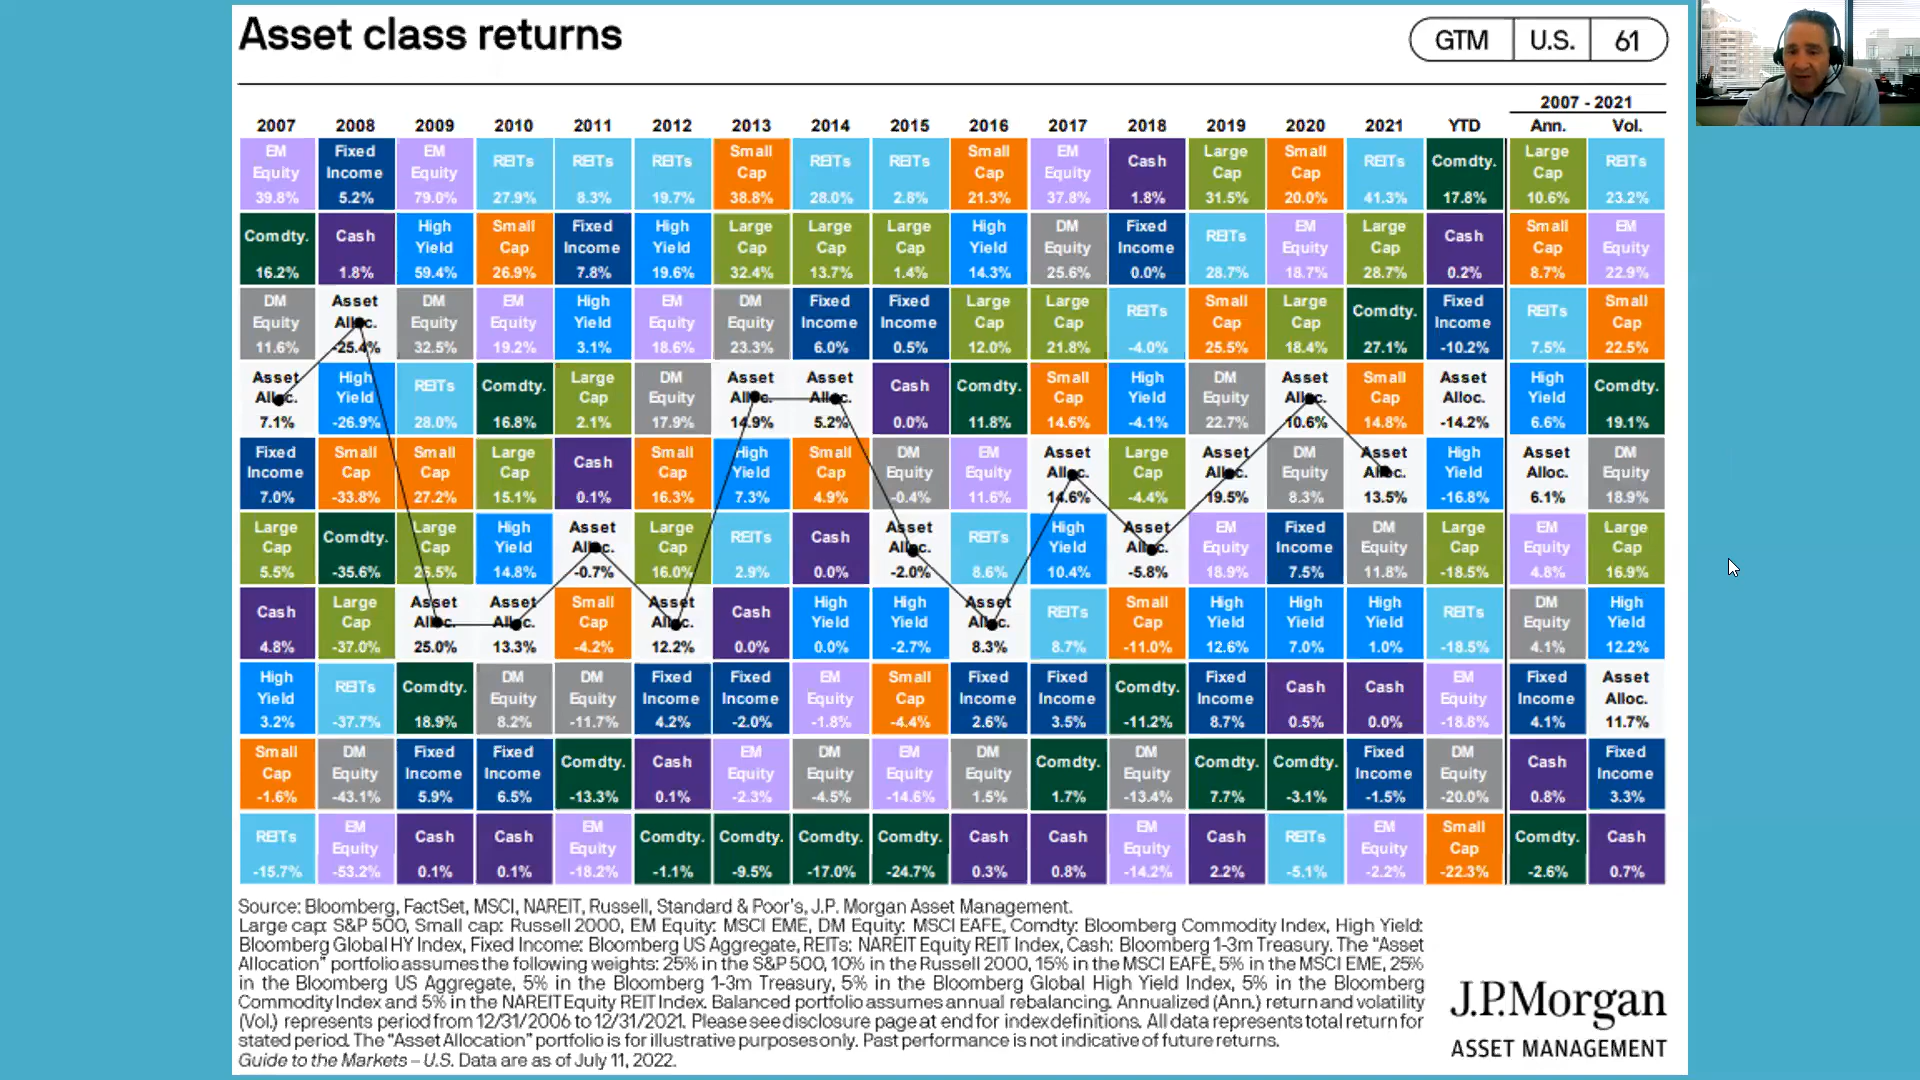 Asset class returns
GTM U.S. 61
2007 - 2021
2007 2008 2009 2010 2011 2012 2013 2014 2015 2016 2017 2018 2019 2020 2021 YTD Ann. Vol.
EM Equity 39.8% Fixed Income 5.2% EM Equity 79.0% REITs 27.9% REITs 8.3% REITs 19.7% Small Cap 38.8% REITs 28.0% REITs 2.8% Small Cap 21.3% EM Equity 37.8% Cash 1.8% Large Cap 31.5% Small Cap 20.0% REITs 41.3% Comdty. 17.8% Large Cap 10.6% REITs 23.2%
Comdty. 16.2% Cash 1.8% High Yield 59.4% Small Cap 26.9% Fixed Income 7.8% High Yield 19.6% Large Cap 32.4% Large Cap 13.7% Large Cap 1.4% High Yield 14.3% DM Equity 25.6% Fixed Income 0.0% REITs 28.7% EM Equity 18.7% Large Cap 28.7% Cash 0.2% Small Cap 8.7% EM Equity 22.9%
DM Equity 11.6% Asset Alloc. -25.4% DM Equity 32.5% EM Equity 19.2% High Yield 3.1% EM Equity 18.6% DM Equity 23.3% Fixed Income 6.0% Fixed Income 0.5% Large Cap 12.0% Large Cap 21.8% REITs -4.0% Small Cap 25.5% Large Cap 18.4% Comdty. 27.1% Fixed Income -10.2% REITs 7.5% Small Cap 22.5%
Asset Alloc. 7.1% High Yield -26.9% REITs 28.0% Comdty. 16.8% Large Cap 2.1% DM Equity 17.9% Asset Alloc. 14.9% Asset Alloc. 5.2% Cash 0.0% Comdty. 11.8% Small Cap 14.6% High Yield -4.1% DM Equity 22.7% Asset Alloc. 10.6% Small Cap 14.8% Asset Alloc. -14.2% High Yield 6.6% Comdty. 19.1%
Fixed Income 7.0% Small Cap -33.8% Small Cap 27.2% Large Cap 15.1% Cash 0.1% Small Cap 16.3% High Yield 7.3% Small Cap 4.9% DM Equity -0.4% EM Equity 11.6% Asset Alloc. 14.6% Large Cap -4.4% Asset Alloc. 19.5% DM Equity 8.3% Asset Alloc. 13.5% High Yield -16.8% Asset Alloc. 6.1% DM Equity 18.9%
Large Cap 5.5% Comdty. -35.6% Large Cap 26.5% High Yield 14.8% Asset Alloc. -0.7% Large Cap 16.0% REITs 2.9% Cash 0.0% Asset Alloc. -2.0% REITs 8.6% High Yield 10.4% Asset Alloc. -5.8% EM Equity 18.9% Fixed Income 7.5% DM Equity 11.8% Large Cap -18.5% EM Equity 4.8% Large Cap 16.9%
Cash 4.8% Large Cap -37.0% Asset Alloc. 25.0% Asset Alloc. 13.3% Small Cap -4.2% Asset Alloc. 12.2% Cash 0.0% High Yield 0.0% High Yield -2.7% Asset Alloc. 8.3% REITs 8.7% Small Cap -11.0% High Yield 12.6% High Yield 7.0% High Yield 1.0% REITs -18.5% DM Equity 4.1% High Yield 12.2%
High Yield 3.2% REITs -37.7% Comdty. 18.9% DM Equity 8.2% DM Equity -11.7% Fixed Income 4.2% Fixed Income -2.0% EM Equity -1.8% Small Cap -4.4% Fixed Income 2.6% Fixed Income 3.5% Comdty. -11.2% Fixed Income 8.7% Cash 0.5% Cash 0.0% EM Equity -18.8% Fixed Income 4.1% Asset Alloc. 11.7%
Small Cap -1.6% DM Equity -43.1% Fixed Income 5.9% Fixed Income 6.5% Comdty. -13.3% Cash 0.1% EM Equity -2.3% DM Equity -4.5% EM Equity -14.6% DM Equity 1.5% Comdty. 1.7% DM Equity -13.4% Comdty. 7.7% Comdty. -3.1% Fixed Income -1.5% DM Equity -20.0% Cash 0.8% Fixed Income 3.3%
REITs -15.7% EM Equity -53.2% Cash 0.1% Cash 0.1% EM Equity -18.2% Comdty. -1.1% Comdty. -9.5% Comdty. -17.0% Comdty. -24.7% Cash 0.3% Cash 0.8% EM Equity -14.2% Cash 2.2% REITs -5.1% EM Equity -2.2% Small Cap -22.3% Comdty. -2.6% Cash 0.7%
Source: Bloomberg, FactSet, MSCI, NAREIT, Russell, Standard & Poor's, J.P. Morgan Asset Management.
Large cap: S&P 500, Small cap: Russell 2000, EM Equity: MSCI EME, DM Equity: MSCI EAFE, Comdty: Bloomberg Commodity Index, High Yield:
Bloomberg Global HY Index, Fixed Income: Bloomberg US Aggregate, REITs: NAREIT Equity REIT Index, Cash: Bloomberg 1-3m Treasury. The "Asset
Allocation" portfolio assumes the following weights: 25% in the S&P 500, 10% in the Russell 2000, 15% in the MSCI EAFE, 5% in the MSCI EME, 25%
in the Bloomberg US Aggregate, 5% in the Bloomberg 1-3m Treasury, 5% in the Bloomberg Global High Yield Index, 5% in the Bloomberg
Commodity Index and 5% in the NAREIT Equity REIT Index. Balanced portfolio assumes annual rebalancing. Annualized (Ann.) return and volatility
(Vol.) represents period from 12/31/2006 to 12/31/2021. Please see disclosure page at end for index definitions. All data represents total return for
stated period. The "Asset Allocation" portfolio is for illustrative purposes only. Past performance is not indicative of future returns.
Guide to the Markets – U.S. Data are as of July 11, 2022.
J.P.Morgan
ASSET MANAGEMENT